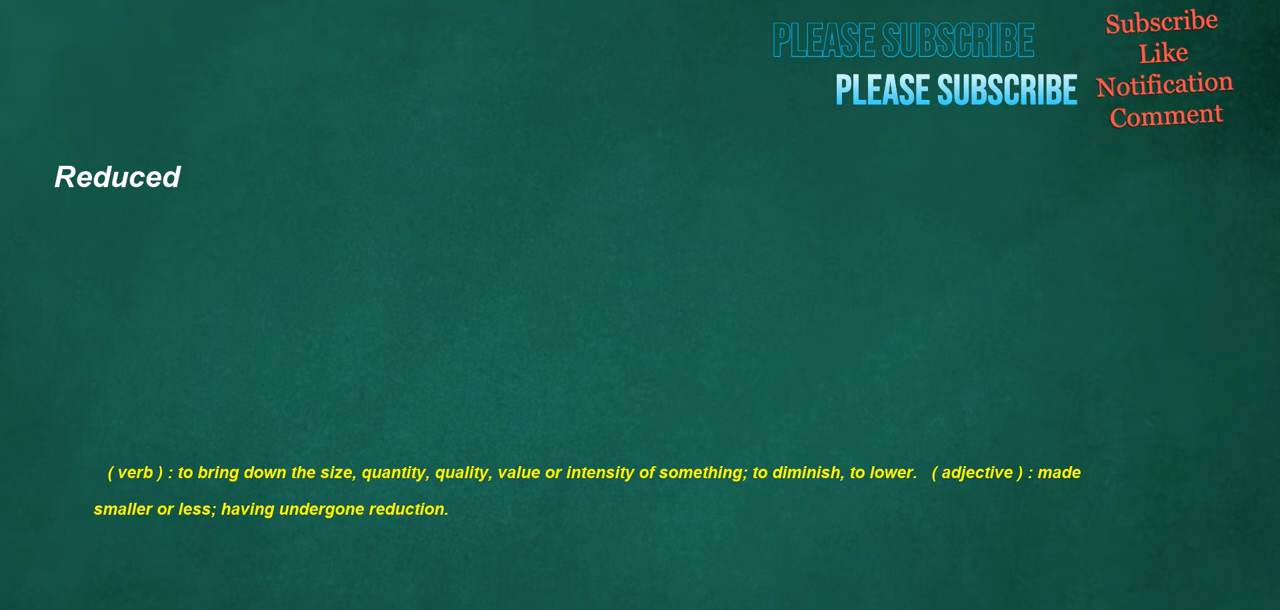 PLEASE SUBSCRIBE
PLEASE SUBSCRIBE
Subscribe
Like
Notification
Comment
Reduced
( verb ) : to bring down the size, quantity, quality, value or intensity of something; to diminish, to lower. ( adjective ) : made
smaller or less; having undergone reduction.